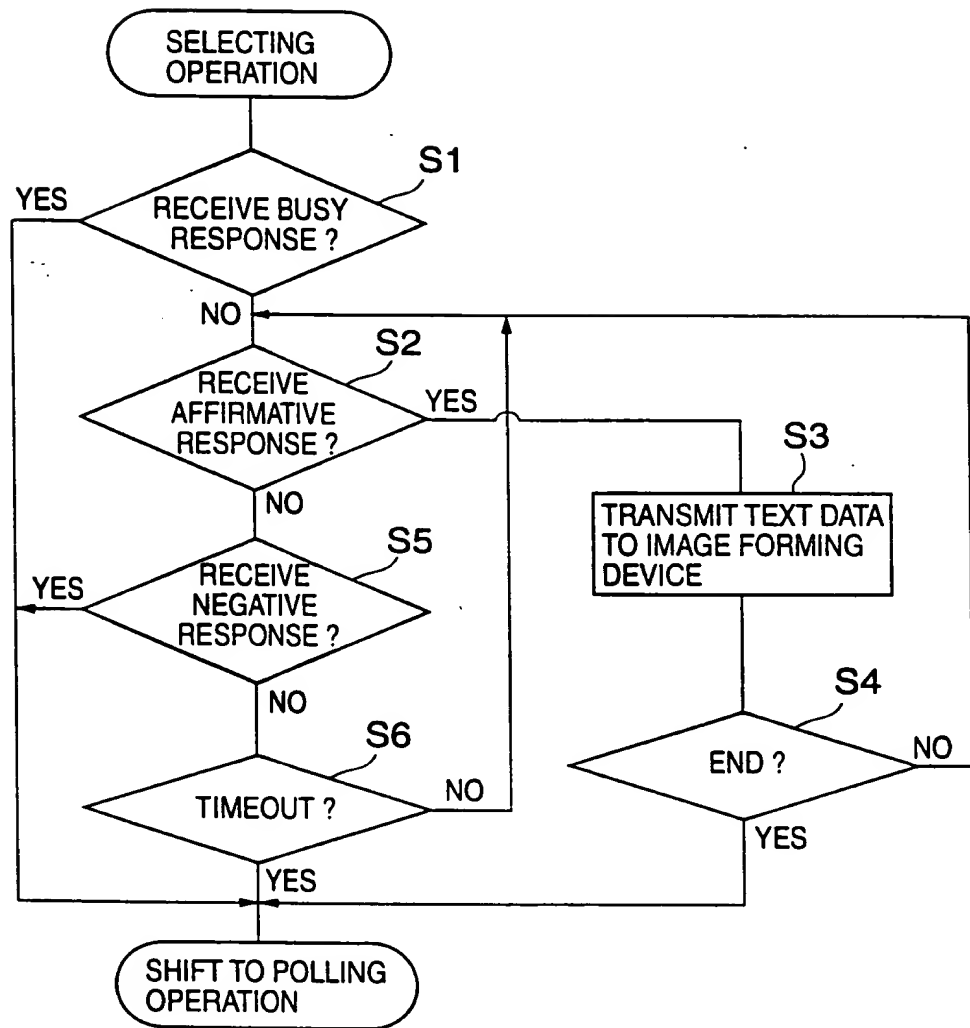 SELECTING
OPERATION
S1
YES
RECEIVE BUSY
RESPONSE ?
NO
S2
RECEIVE
AFFIRMATIVE
RESPONSE ?
YES
S3
NO
TRANSMIT TEXT DATA
TO IMAGE FORMING
DEVICE
S5
YES
RECEIVE
NEGATIVE
RESPONSE ?
NO
S4
S6
END ?
NO
TIMEOUT ?
NO
YES
YES
SHIFT TO POLLING
OPERATION